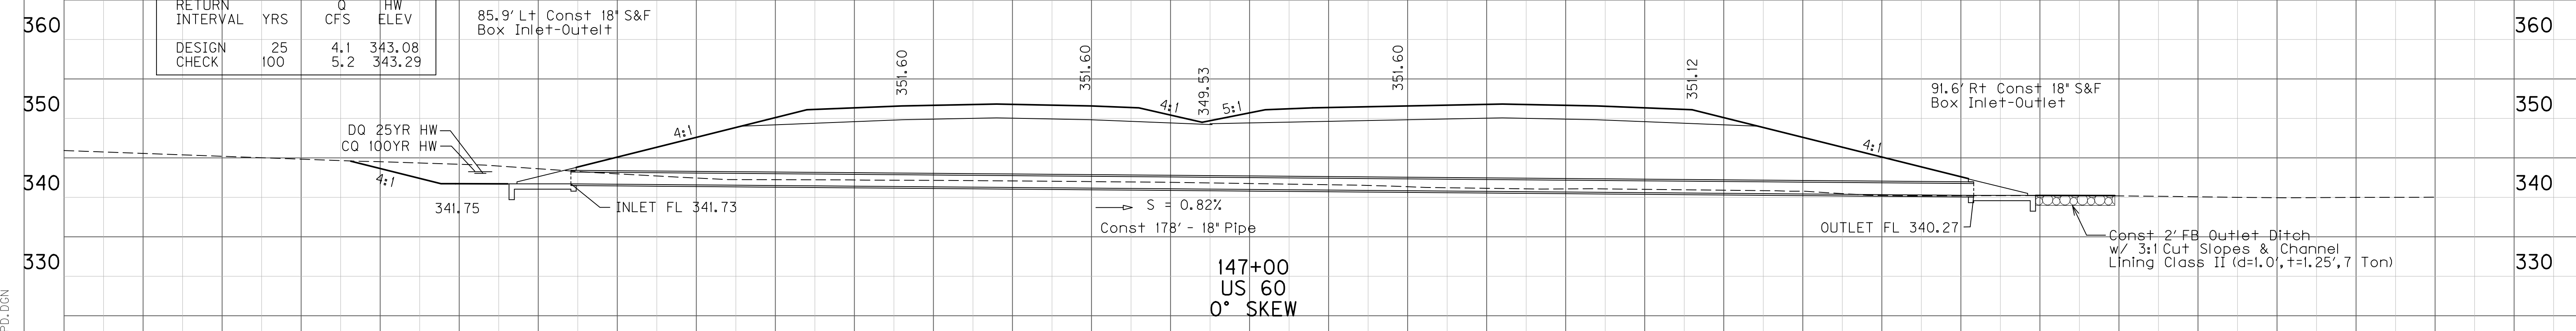 RETURN Q HW
INTERVAL YRS CFS ELEV
DESIGN 25 4.1 343.08
CHECK 100 5.2 343.29
85.9' Lt Const 18" S&F
Box Inlet-Outelt
360
360
351.60
351.60
349.53
351.60
351.12
91.6' Rt Const 18" S&F
Box Inlet-Outlet
350
350
4:1
5:1
4:1
4:1
DQ 25YR HW
CQ 100YR HW
340
340
4:1
341.75
INLET FL 341.73
S = 0.82%
Const 178' - 18" Pipe
OUTLET FL 340.27
Const 2' FB Outlet Ditch
w/ 3:1 Cut Slopes & Channel
Lining Class II (d=1.0', t=1.25', 7 Ton)
330
330
147+00
US 60
0° SKEW
PD.DGN